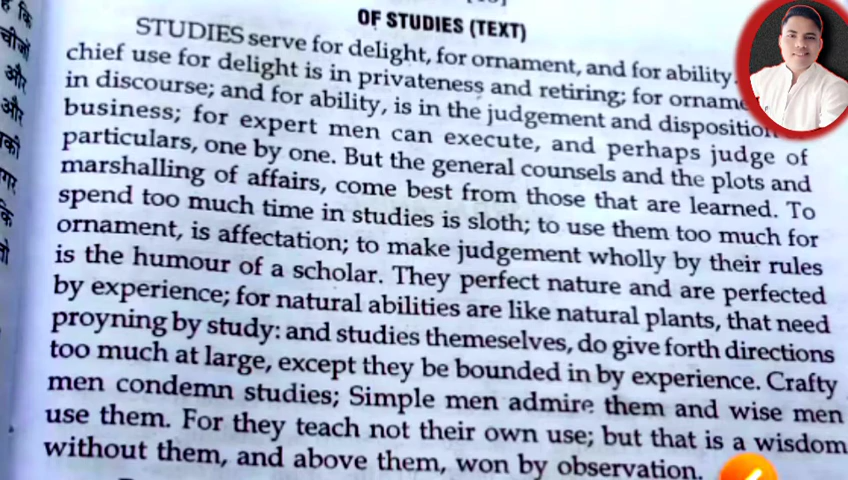 OF STUDIES (TEXT)
STUDIES serve for delight, for ornament, and for ability.
chief use for delight is in privateness and retiring; for
in discourse; and for ability, is in the judgement and disposition
business; for expert men can execute, and perhaps judge of
particulars, one by one. But the general counsels and the plots and
marshalling of affairs, come best from those that are learned. To
spend too much time in studies is sloth; to use them too much for
ornament, is affectation; to make judgement wholly by their rules
is the humour of a scholar. They perfect nature and are perfected
by experience; for natural abilities are like natural plants, that need
proyning by study: and studies themeselves, do give forth directions
too much at large, except they be bounded in by experience. Crafty
men condemn studies; Simple men admire them and wise men
use them. For they teach not their own use; but that is a wisdom
without them, and above them, won by observation.
कि
और
और
कि